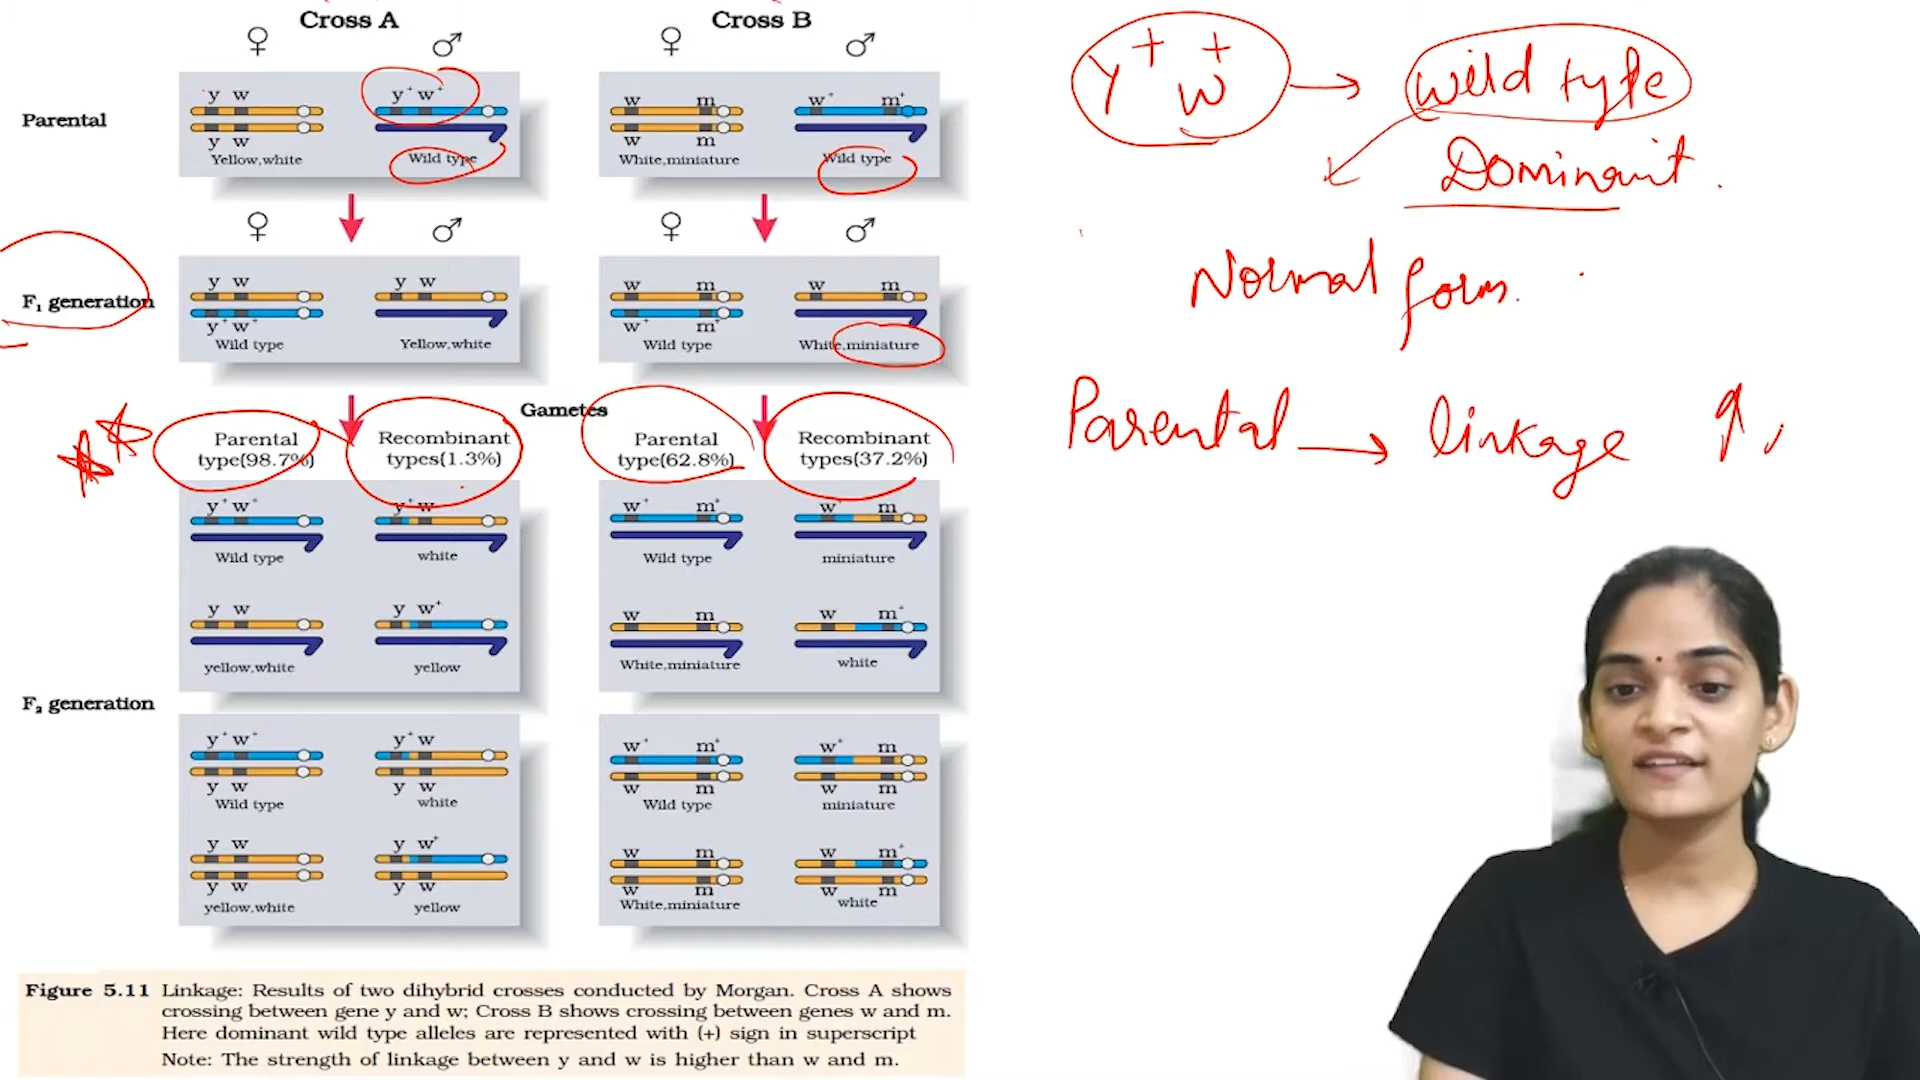 Cross A
Cross B
♀ ♂ ♀ ♂
Parental
y w
y w
Yellow,white
y⁺ w⁺
Wild type
w m
w m
White,miniature
w⁺ m⁺
Wild type
♀ ♂ ♀ ♂
F₁ generation
y w
y⁺ w⁺
Wild type
y w
Yellow,white
w m
w⁺ m⁺
Wild type
w m
White,miniature
Gametes
Parental
type(98.7%)
Recombinant
types(1.3%)
Parental
type(62.8%)
Recombinant
types(37.2%)
y⁺ w⁺
Wild type
y⁺ w
white
w⁺ m⁺
Wild type
w⁺ m
miniature
y w
yellow,white
y w⁺
yellow
w m
White,miniature
w m⁺
white
F₂ generation
y⁺ w⁺
y w
Wild type
y⁺ w
y w
white
w⁺ m⁺
w m
Wild type
w⁺ m
w m
miniature
y w
y w
yellow,white
y w⁺
y w
yellow
w m
w m
White,miniature
w m⁺
w m
white
Figure 5.11 Linkage: Results of two dihybrid crosses conducted by Morgan. Cross A shows
crossing between gene y and w; Cross B shows crossing between genes w and m.
Here dominant wild type alleles are represented with (+) sign in superscript
Note: The strength of linkage between y and w is higher than w and m.
y⁺ w⁺ → wild type
Dominant.
Normal form.
Parental → linkage ↑